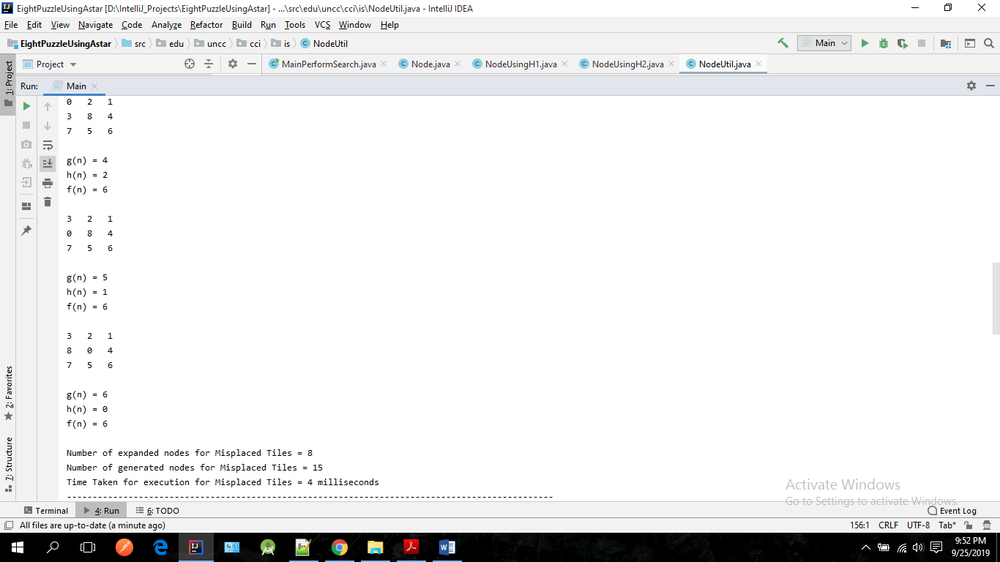 EightPuzzleUsingAstar [D:\IntelliJ_Projects\EightPuzzleUsingAstar] - ...\src\edu\uncc\cci\is\NodeUtil.java - IntelliJ IDEA
File Edit View Navigate Code Analyze Refactor Build Run Tools VCS Window Help
EightPuzzleUsingAstar src edu uncc cci is NodeUtil Main
1: Project
Project MainPerformSearch.java NodeUsingH1.java NodeUsingH2.java NodeUtil.java
Run: Main
0 2 1
3 8 4
7 5 6
g(n) = 4
h(n) = 2
f(n) = 6
3 2 1
0 8 4
7 5 6
g(n) = 5
h(n) = 1
f(n) = 6
3 2 1
8 0 4
7 5 6
g(n) = 6
h(n) = 0
f(n) = 6
Number of expanded nodes for Misplaced Tiles = 8
Number of generated nodes for Misplaced Tiles = 15
Time Taken for execution for Misplaced Tiles = 4 milliseconds
-----------------------------------------------------------------------------------------------
2: Favorites
7: Structure
Activate Windows
Go to Settings to activate Windows.
Terminal 4: Run 6: TODO Event Log
All files are up-to-date (a minute ago) 156:1 CRLF UTF-8 Tab*
9:52 PM
9/25/2019